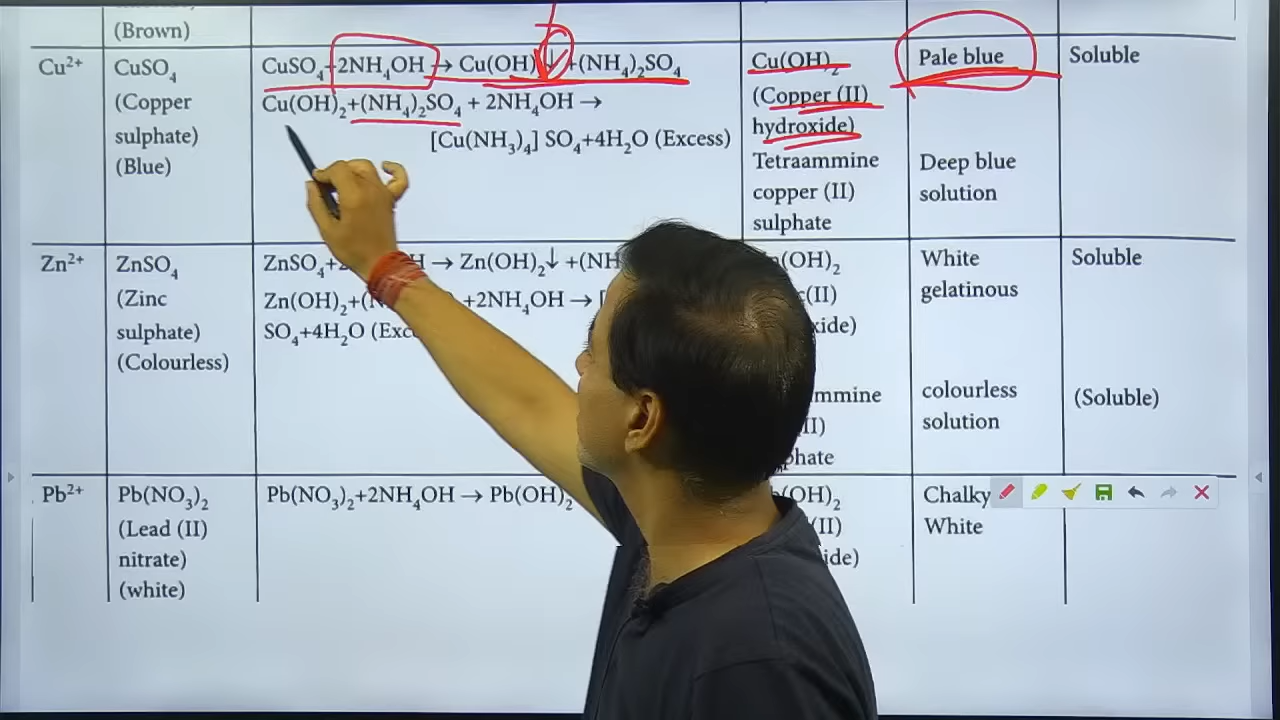 (Brown)
Cu²⁺
CuSO₄
(Copper
sulphate)
(Blue)
CuSO₄+2NH₄OH → Cu(OH)₂↓ +(NH₄)₂SO₄
Cu(OH)₂+(NH₄)₂SO₄ + 2NH₄OH →
[Cu(NH₃)₄] SO₄+4H₂O (Excess)
Cu(OH)₂
(Copper (II)
hydroxide)
Tetraammine
copper (II)
sulphate
Pale blue
Deep blue
solution
Soluble
Zn²⁺
ZnSO₄
(Zinc
sulphate)
(Colourless)
ZnSO₄+ H → Zn(OH)₂↓ +(NH
Zn(OH)₂+( +2NH₄OH → [
SO₄+4H₂O (Exc
(OH)₂
(II)
ide)
mmine
II)
phate
White
gelatinous
colourless
solution
Soluble
(Soluble)
Pb²⁺
Pb(NO₃)₂
(Lead (II)
nitrate)
(white)
Pb(NO₃)₂+2NH₄OH → Pb(OH)₂
(OH)₂
(II)
ide)
Chalky
White